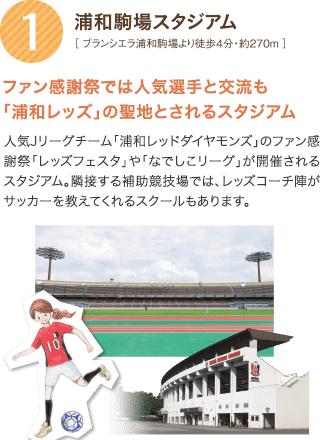 1
浦和駒場スタジアム
［ ブランシエラ浦和駒場より徒歩4分・約270m ］
ファン感謝祭では人気選手と交流も
「浦和レッズ」の聖地とされるスタジアム
人気Jリーグチーム「浦和レッドダイヤモンズ」のファン感
謝祭「レッズフェスタ」や「なでしこリーグ」が開催される
スタジアム。隣接する補助競技場では、レッズコーチ陣が
サッカーを教えてくれるスクールもあります。